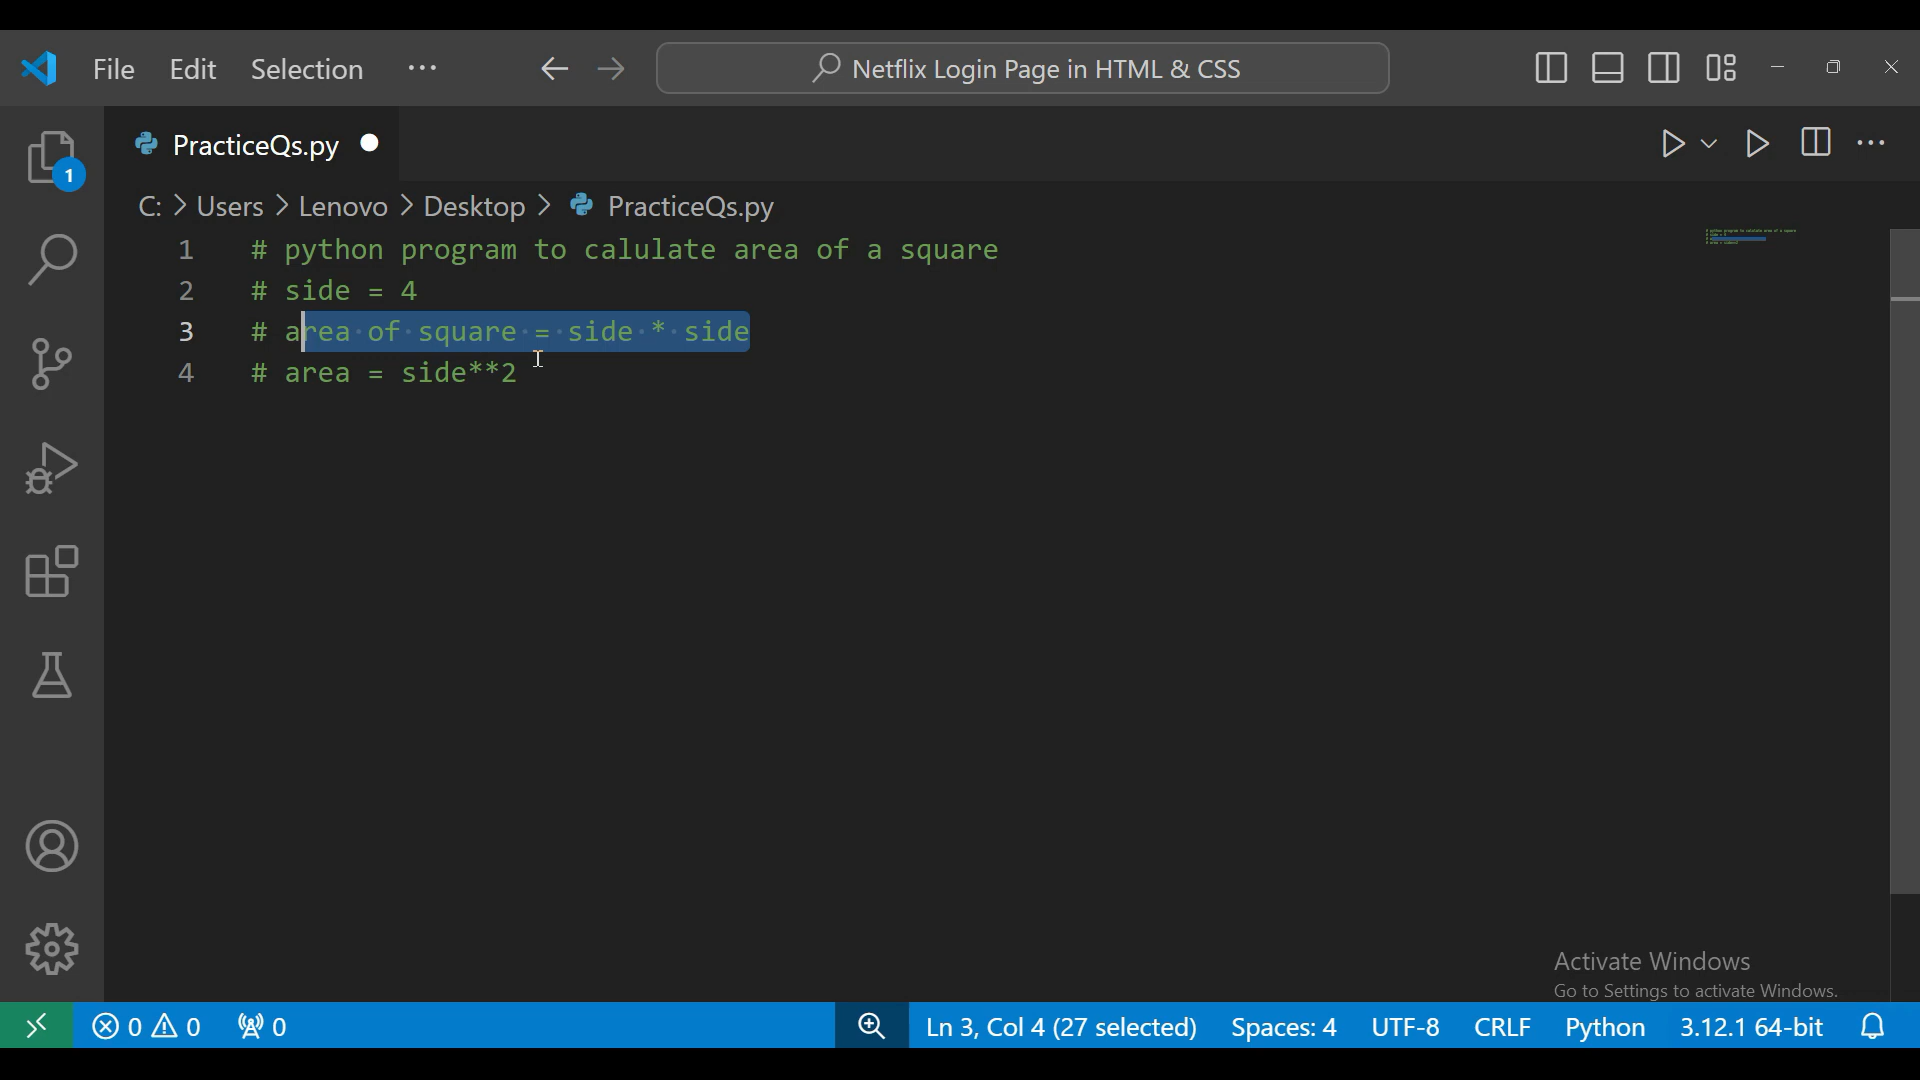 File Edit Selection ··· Netflix Login Page in HTML & CSS
PracticeQs.py
1
C: > Users > Lenovo > Desktop > PracticeQs.py
1 # python program to calulate area of a square
2 # side = 4
3 # area of square = side * side
4 # area = side**2
Activate Windows
Go to Settings to activate Windows.
0 0 0 Ln 3, Col 4 (27 selected) Spaces: 4 UTF-8 CRLF Python 3.12.1 64-bit